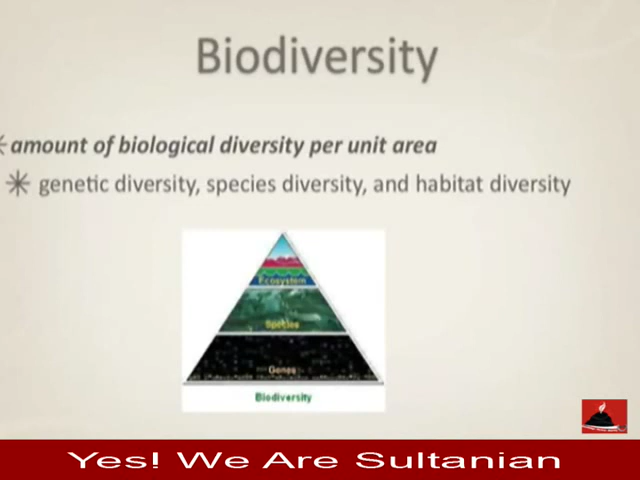 Biodiversity
amount of biological diversity per unit area
genetic diversity, species diversity, and habitat diversity
Ecosystem
Species
Genes
Biodiversity
Yes! We Are Sultanian